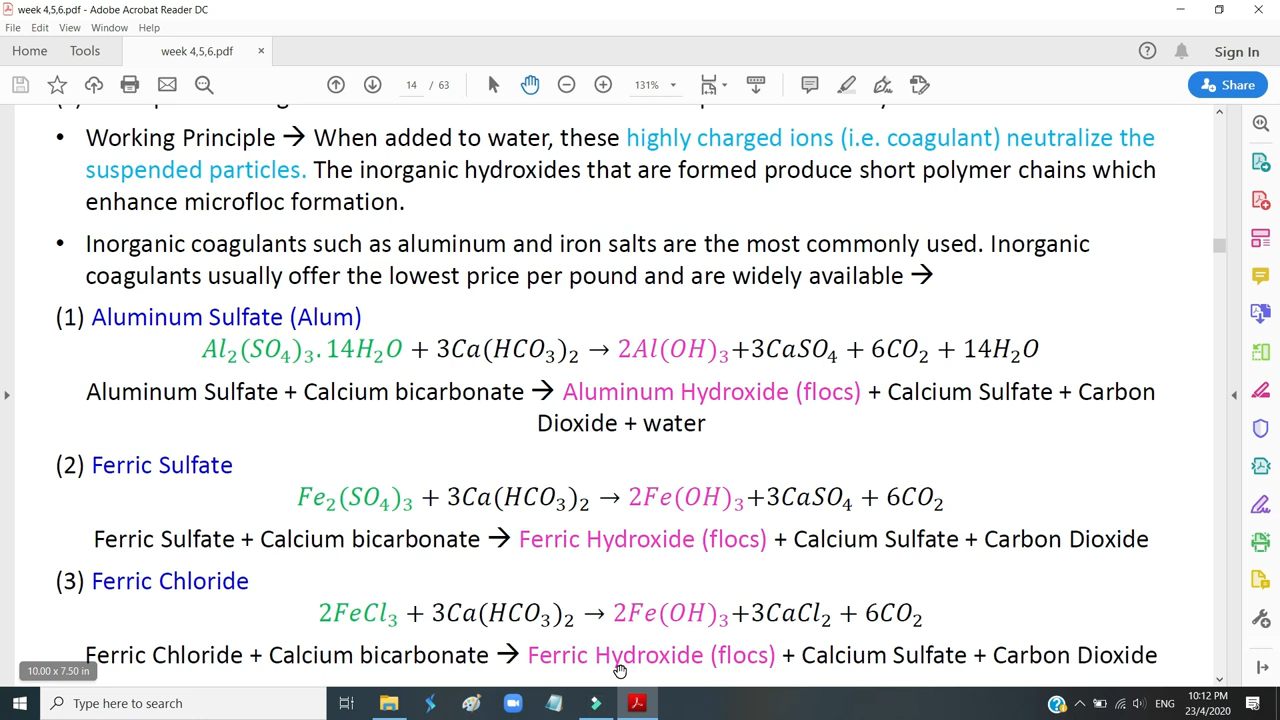 week 4,5,6.pdf - Adobe Acrobat Reader DC
File Edit View Window Help
Home Tools week 4,5,6.pdf × Sign In
14 / 63 131% Share
• Working Principle → When added to water, these highly charged ions (i.e. coagulant) neutralize the
suspended particles. The inorganic hydroxides that are formed produce short polymer chains which
enhance microfloc formation.
• Inorganic coagulants such as aluminum and iron salts are the most commonly used. Inorganic
coagulants usually offer the lowest price per pound and are widely available →
(1) Aluminum Sulfate (Alum)
Al₂(SO₄)₃.14H₂O + 3Ca(HCO₃)₂ → 2Al(OH)₃+3CaSO₄ + 6CO₂ + 14H₂O
Aluminum Sulfate + Calcium bicarbonate → Aluminum Hydroxide (flocs) + Calcium Sulfate + Carbon
Dioxide + water
(2) Ferric Sulfate
Fe₂(SO₄)₃ + 3Ca(HCO₃)₂ → 2Fe(OH)₃+3CaSO₄ + 6CO₂
Ferric Sulfate + Calcium bicarbonate → Ferric Hydroxide (flocs) + Calcium Sulfate + Carbon Dioxide
(3) Ferric Chloride
2FeCl₃ + 3Ca(HCO₃)₂ → 2Fe(OH)₃+3CaCl₂ + 6CO₂
Ferric Chloride + Calcium bicarbonate → Ferric Hydroxide (flocs) + Calcium Sulfate + Carbon Dioxide
10.00 x 7.50 in
Type here to search
ENG
10:12 PM
23/4/2020